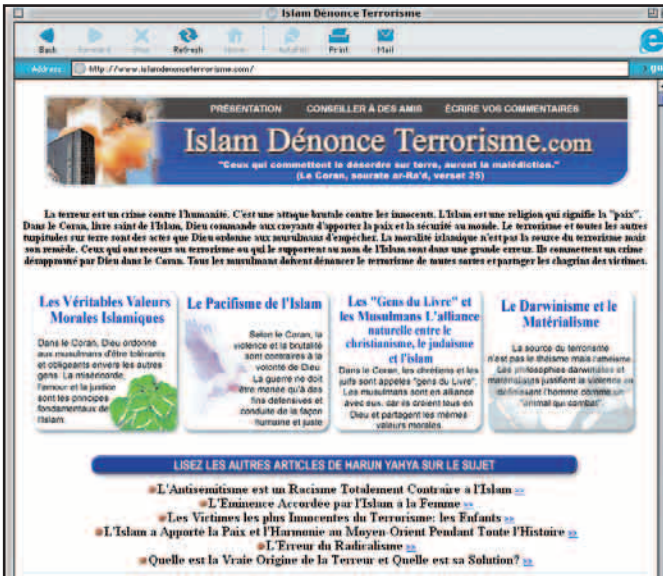 Islam Dénonce Terrorisme
Back
Forward
Stop
Refresh
Home
AutoFill
Print
Mail
Address
http://www.islamdenonceterrorisme.com/
go
PRÉSENTATION CONSEILLER À DES AMIS ÉCRIRE VOS COMMENTAIRES
Islam Dénonce Terrorisme.com
"Ceux qui commettent le désordre sur terre, auront la malédiction."
(Le Coran, sourate ar-Ra'd, verset 25)
La terreur est un crime contre l'humanité. C'est une attaque brutale contre les innocents. L'Islam est une religion qui signifie la "paix".
Dans le Coran, livre saint de l'Islam, Dieu commande aux croyants d'apporter la paix et la sécurité au monde. Le terrorisme et toutes les autres
turpitudes sur terre sont des actes que Dieu ordonne aux musulmans d'empêcher. La moralité islamique n'est pas la source du terrorisme mais
son remède. Ceux qui ont recours au terrorisme ou qui le supportent au nom de l'Islam sont dans une grande erreur. Ils commettent un crime
désapprouvé par Dieu dans le Coran. Tous les musulmans doivent dénoncer le terrorisme de toutes sortes et partager les chagrins des victimes.
Les Véritables Valeurs
Morales Islamiques
Dans le Coran, Dieu ordonne
aux musulmans d'être tolérants
et obligeants envers les autres
gens. La miséricorde,
l'amour et la justice
sont les principes
fondamentaux de
l'Islam.
Le Pacifisme de l'Islam
Selon le Coran, la
violence et la brutalité
sont contraires à la
volonté de Dieu.
La guerre ne doit
être menée qu'à des
fins defensives et
conduite de la façon
humaine et juste
Les "Gens du Livre" et
les Musulmans L'alliance
naturelle entre le
christianisme, le judaïsme
et l'islam
Dans le Coran, les chrétiens et les
juifs sont appelés "gens du Livre".
Les musulmans sont en alliance
avec eux, car ils croient tous en
Dieu et partagent les mêmes
valeurs morales.
Le Darwinisme et le
Matérialisme
La source du terrorisme
n'est pas le théisme mais l'atheisme.
Les philosophies darwinistes et
matérialistes justifient la violence en
définissant l'homme comme un
"animal qui combat".
LISEZ LES AUTRES ARTICLES DE HARUN YAHYA SUR LE SUJET
L'Antisemitisme est un Racisme Totalement Contraire a l'Islam >>
L'Eminence Accordée par l'Islam a la Femme >>
Les Victimes les plus Innocentes du Terrorisme: les Enfants >>
L'Islam a Apporté la Paix et l'Harmonie au Moyen-Orient Pendant Toute l'Histoire >>
L'Erreur du Radicalisme >>
Quelle est la Vraie Origine de la Terreur et Quelle est sa Solution? >>